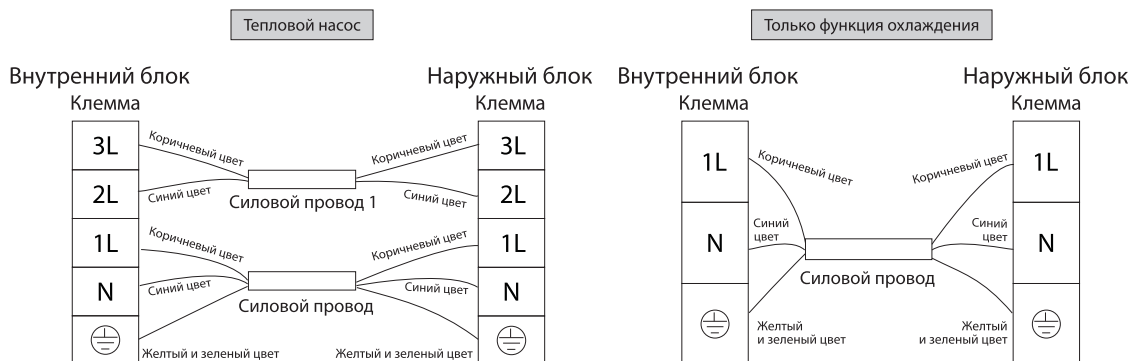 Тепловой насос
Внутренний блок
Клемма
Наружный блок
Клемма
3L
Коричневый цвет
Коричневый цвет
3L
2L
Синий цвет
Силовой провод 1
Синий цвет
2L
1L
Коричневый цвет
Коричневый цвет
1L
N
Синий цвет
Силовой провод
Синий цвет
N
Желтый и зеленый цвет
Желтый и зеленый цвет
Только функция охлаждения
Внутренний блок
Клемма
Наружный блок
Клемма
1L
Коричневый цвет
Коричневый цвет
1L
N
Синий
цвет
Силовой провод
Синий
цвет
N
Желтый
и зеленый цвет
Желтый
и зеленый цвет